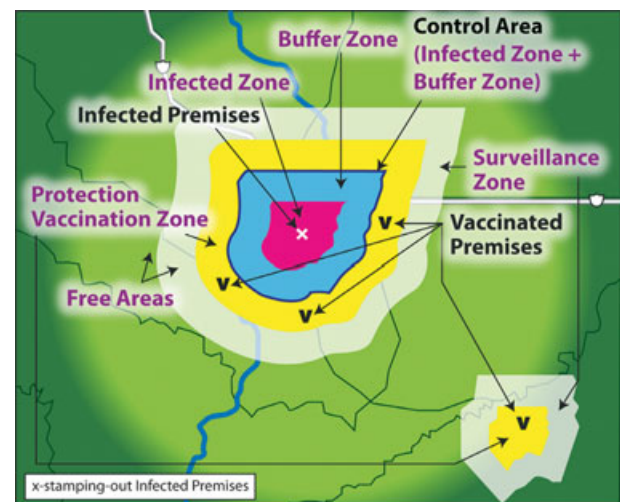 Buffer Zone
Control Area
(Infected Zone +
Buffer Zone)
Infected Zone
Infected Premises
Surveillance
Zone
Protection
Vaccination Zone
v
Vaccinated
Premises
v
Free Areas
v
v
x-stamping-out Infected Premises